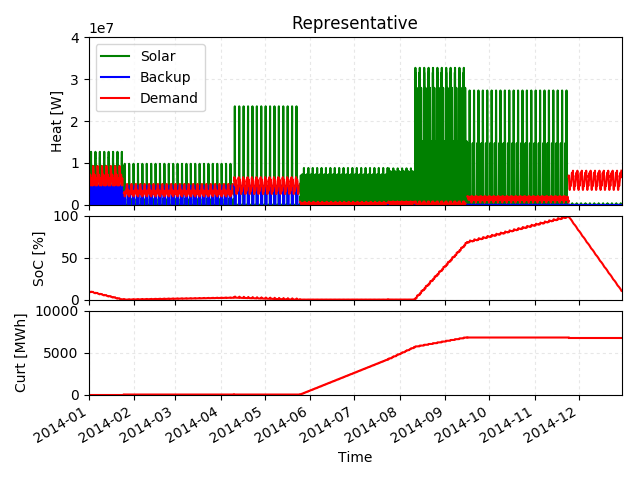 Representative
1e7
4
3
2
1
0
Heat [W]
Solar
Backup
Demand
100
50
0
SoC [%]
10000
5000
0
Curt [MWh]
2014-01
2014-02
2014-03
2014-04
2014-05
2014-06
2014-07
2014-08
2014-09
2014-10
2014-11
2014-12
Time